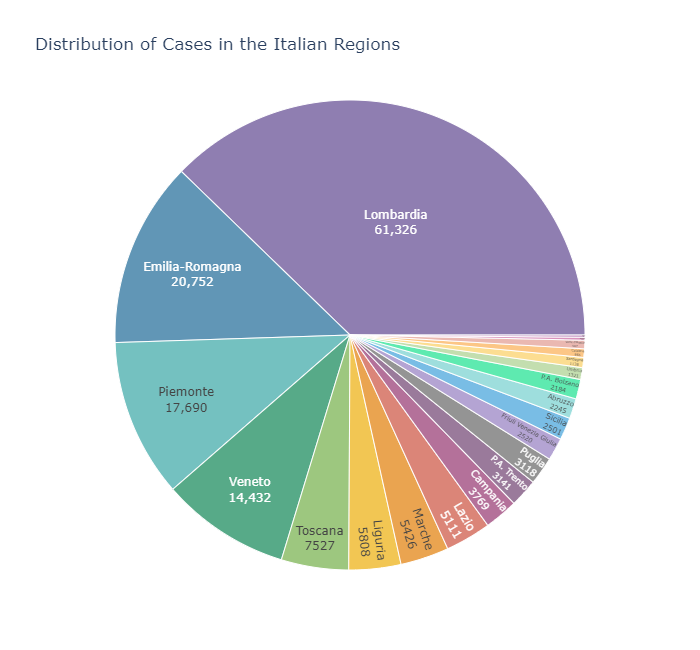 Distribution of Cases in the Italian Regions
Lombardia
61,326
Emilia-Romagna
20,752
Piemonte
17,690
Veneto
14,432
Toscana
7527
Liguria
5808
Marche
5426
Lazio
5111
Campania
3769
P.A. Trento
3141
Puglia
3118
Friuli Venezia Giulia
2520
Sicilia
2501
Abruzzo
2245
P.A. Bolzano
2184
Umbria
Sardegna